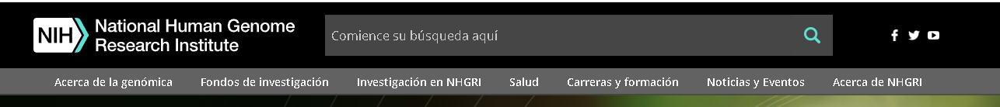 NIH
National Human Genome
Research Institute
Comience su búsqueda aquí
Acerca de la genómica Fondos de investigación Investigación en NHGRI Salud Carreras y formación Noticias y Eventos Acerca de NHGRI